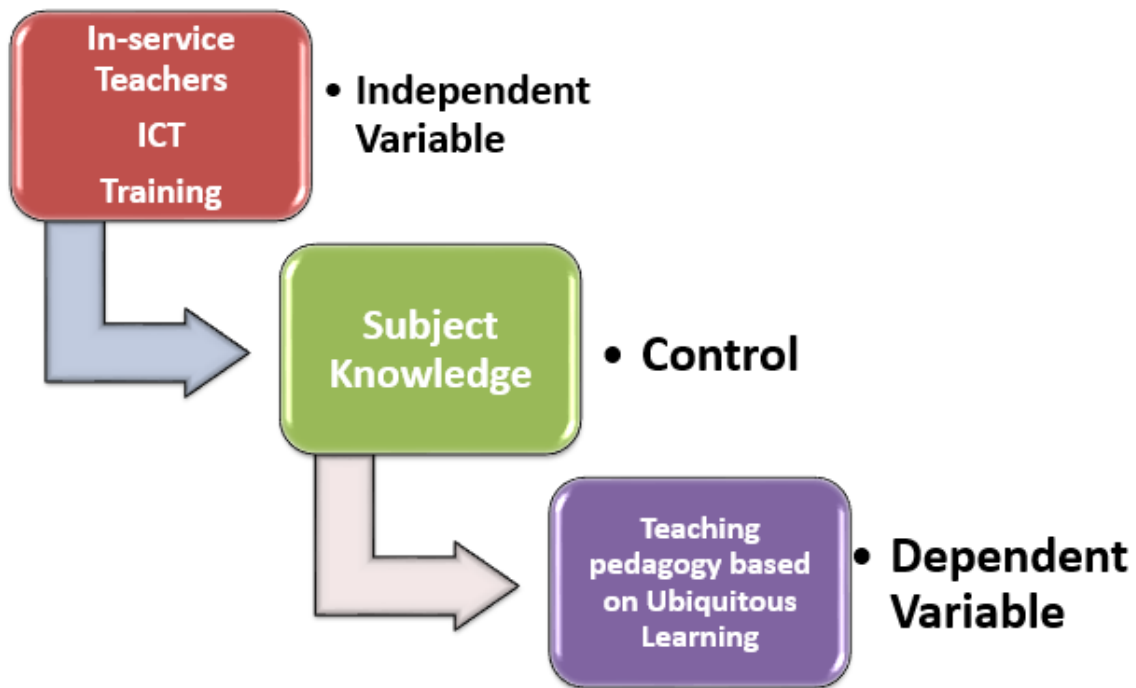 In-service
Teachers
ICT
Training
• Independent
Variable
Subject
Knowledge
• Control
Teaching
pedagogy based
on Ubiquitous
Learning
• Dependent
Variable